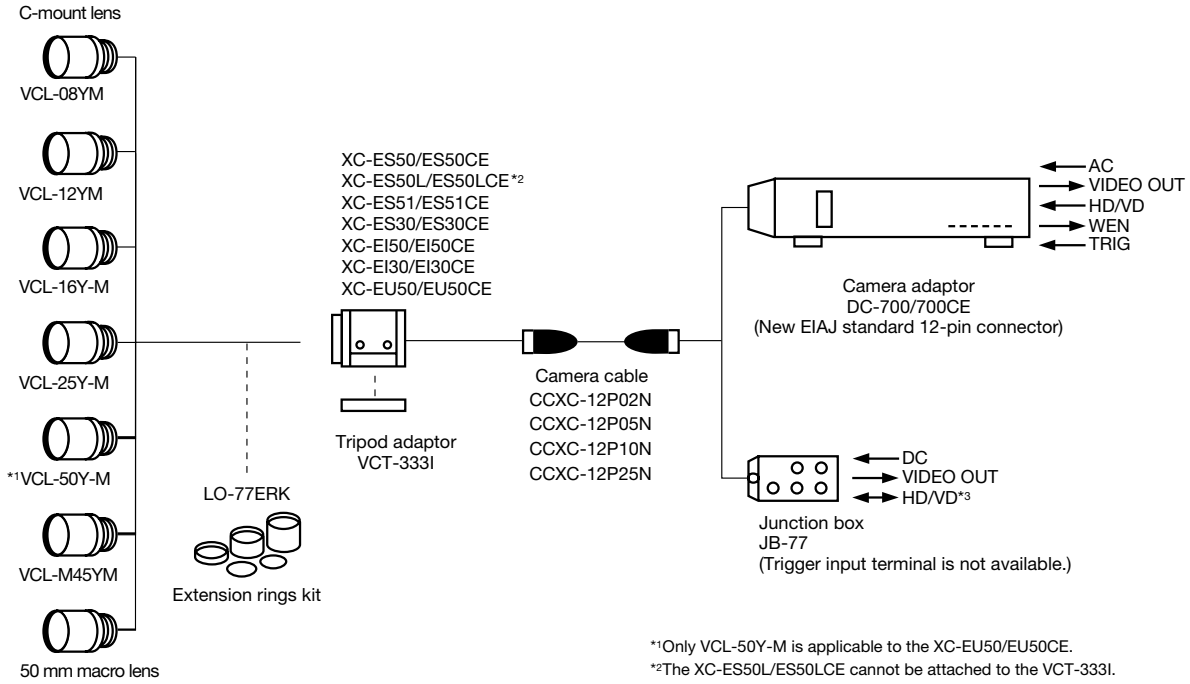 C-mount lens
VCL-08YM
VCL-12YM
VCL-16Y-M
VCL-25Y-M
*1VCL-50Y-M
VCL-M45YM
50 mm macro lens
LO-77ERK
Extension rings kit
XC-ES50/ES50CE
XC-ES50L/ES50LCE*2
XC-ES51/ES51CE
XC-ES30/ES30CE
XC-EI50/EI50CE
XC-EI30/EI30CE
XC-EU50/EU50CE
Tripod adaptor
VCT-333I
Camera cable
CCXC-12P02N
CCXC-12P05N
CCXC-12P10N
CCXC-12P25N
AC
VIDEO OUT
HD/VD
WEN
TRIG
Camera adaptor
DC-700/700CE
(New EIAJ standard 12-pin connector)
DC
VIDEO OUT
HD/VD*3
Junction box
JB-77
(Trigger input terminal is not available.)
*1Only VCL-50Y-M is applicable to the XC-EU50/EU50CE.
*2The XC-ES50L/ES50LCE cannot be attached to the VCT-333I.